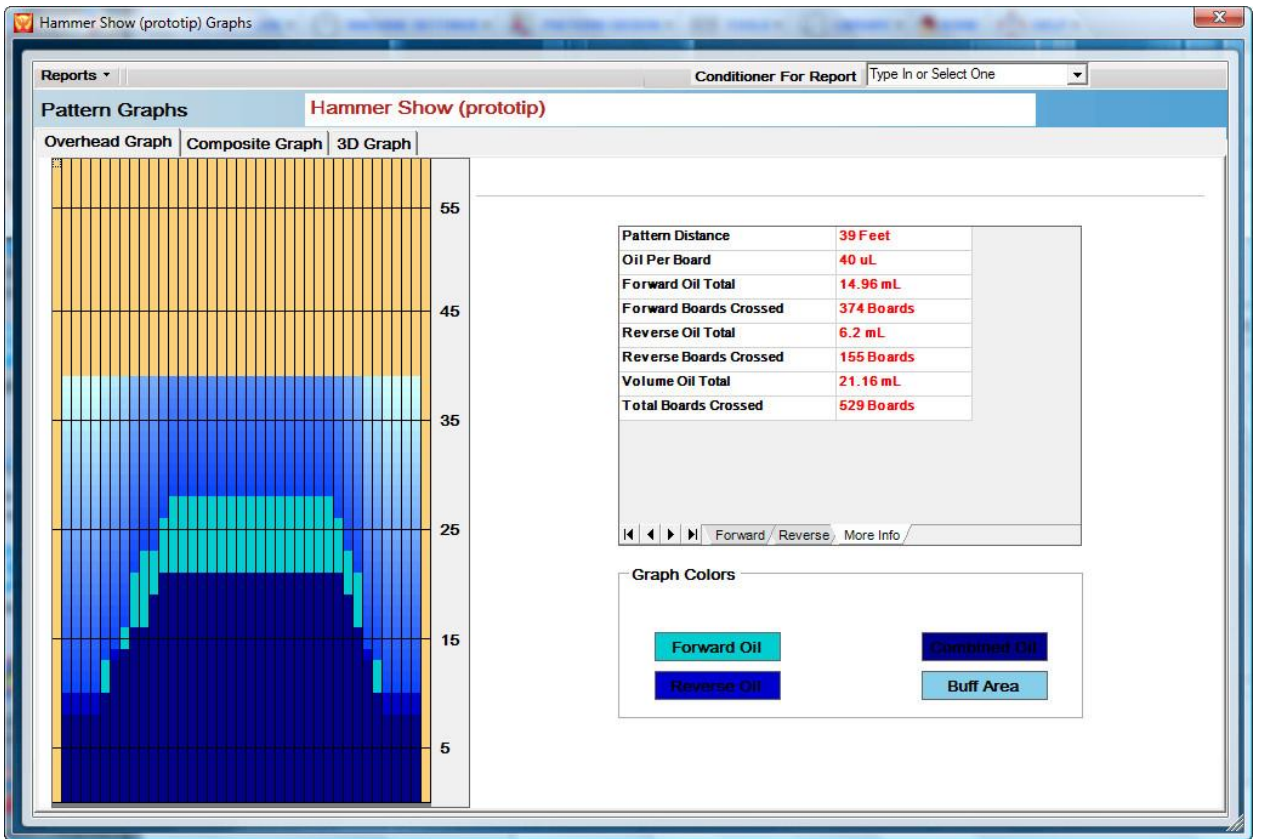 Hammer Show (prototip) Graphs
Reports
Conditioner For Report
Type In or Select One
Pattern Graphs
Hammer Show (prototip)
Overhead Graph
Composite Graph
3D Graph
55
45
35
25
15
5
Pattern Distance 39 Feet
Oil Per Board 40 uL
Forward Oil Total 14.96 mL
Forward Boards Crossed 374 Boards
Reverse Oil Total 6.2 mL
Reverse Boards Crossed 155 Boards
Volume Oil Total 21.16 mL
Total Boards Crossed 529 Boards
Forward
Reverse
More Info
Graph Colors
Forward Oil
Combined Oil
Reverse Oil
Buff Area